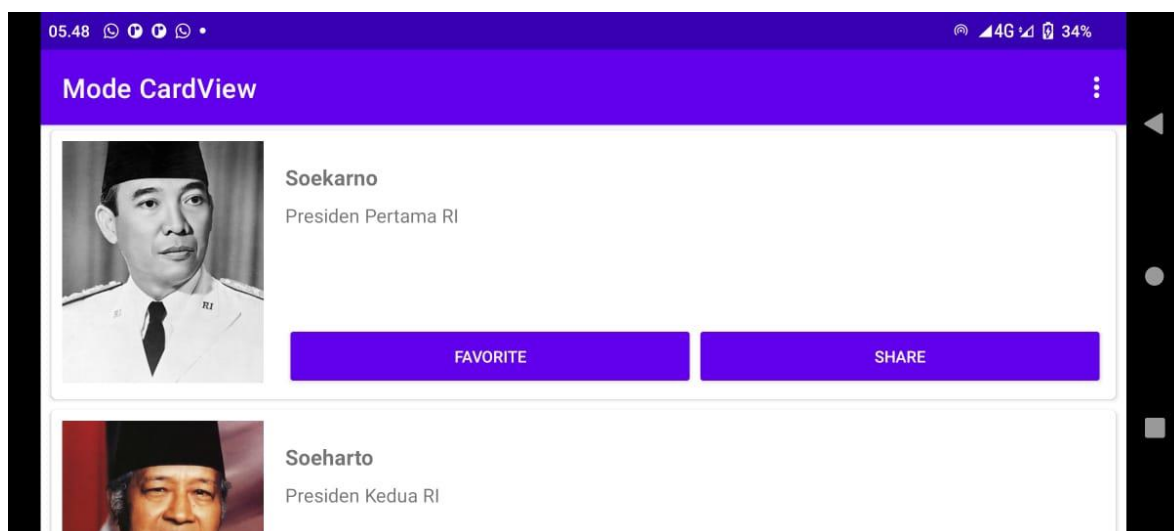 05.48
4G 34%
Mode CardView
Soekarno
Presiden Pertama RI
RI
FAVORITE
SHARE
Soeharto
Presiden Kedua RI